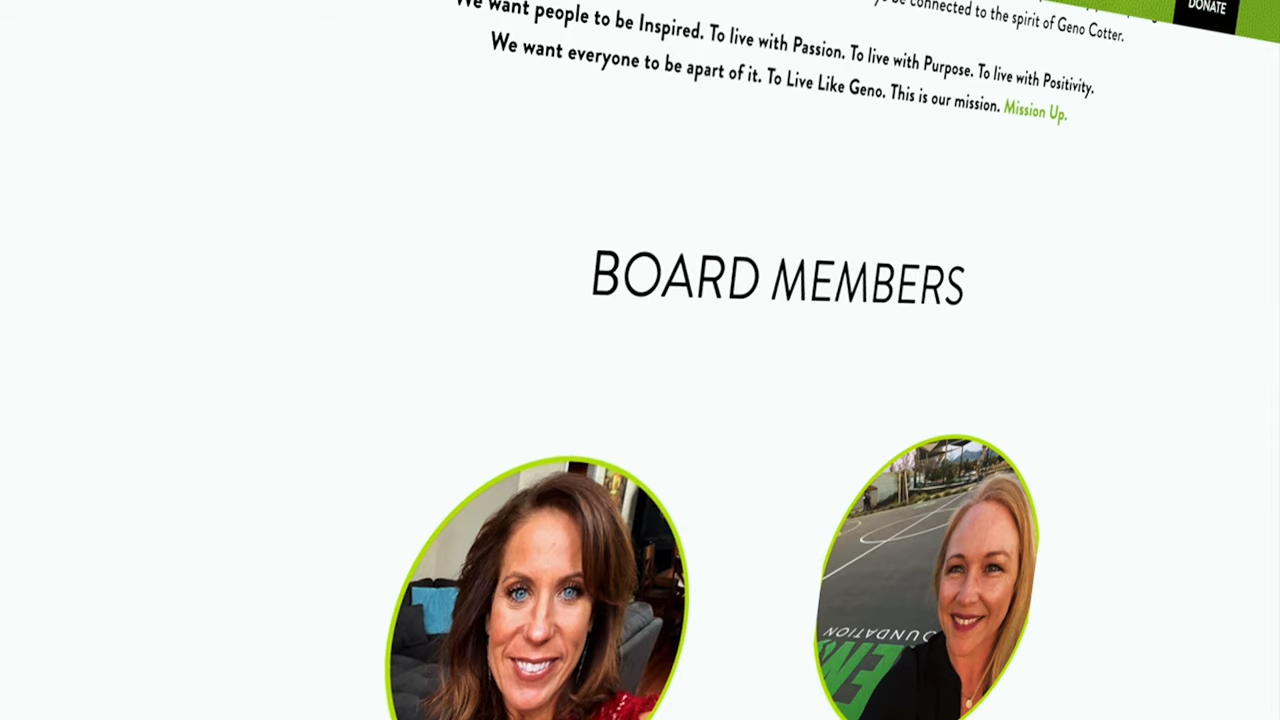 DONATE
be connected to the spirit of Geno Cotter.
We want people to be Inspired. To live with Passion. To live with Purpose. To live with Positivity.
We want everyone to be apart of it. To Live Like Geno. This is our mission. Mission Up.
BOARD MEMBERS
OUNDATION